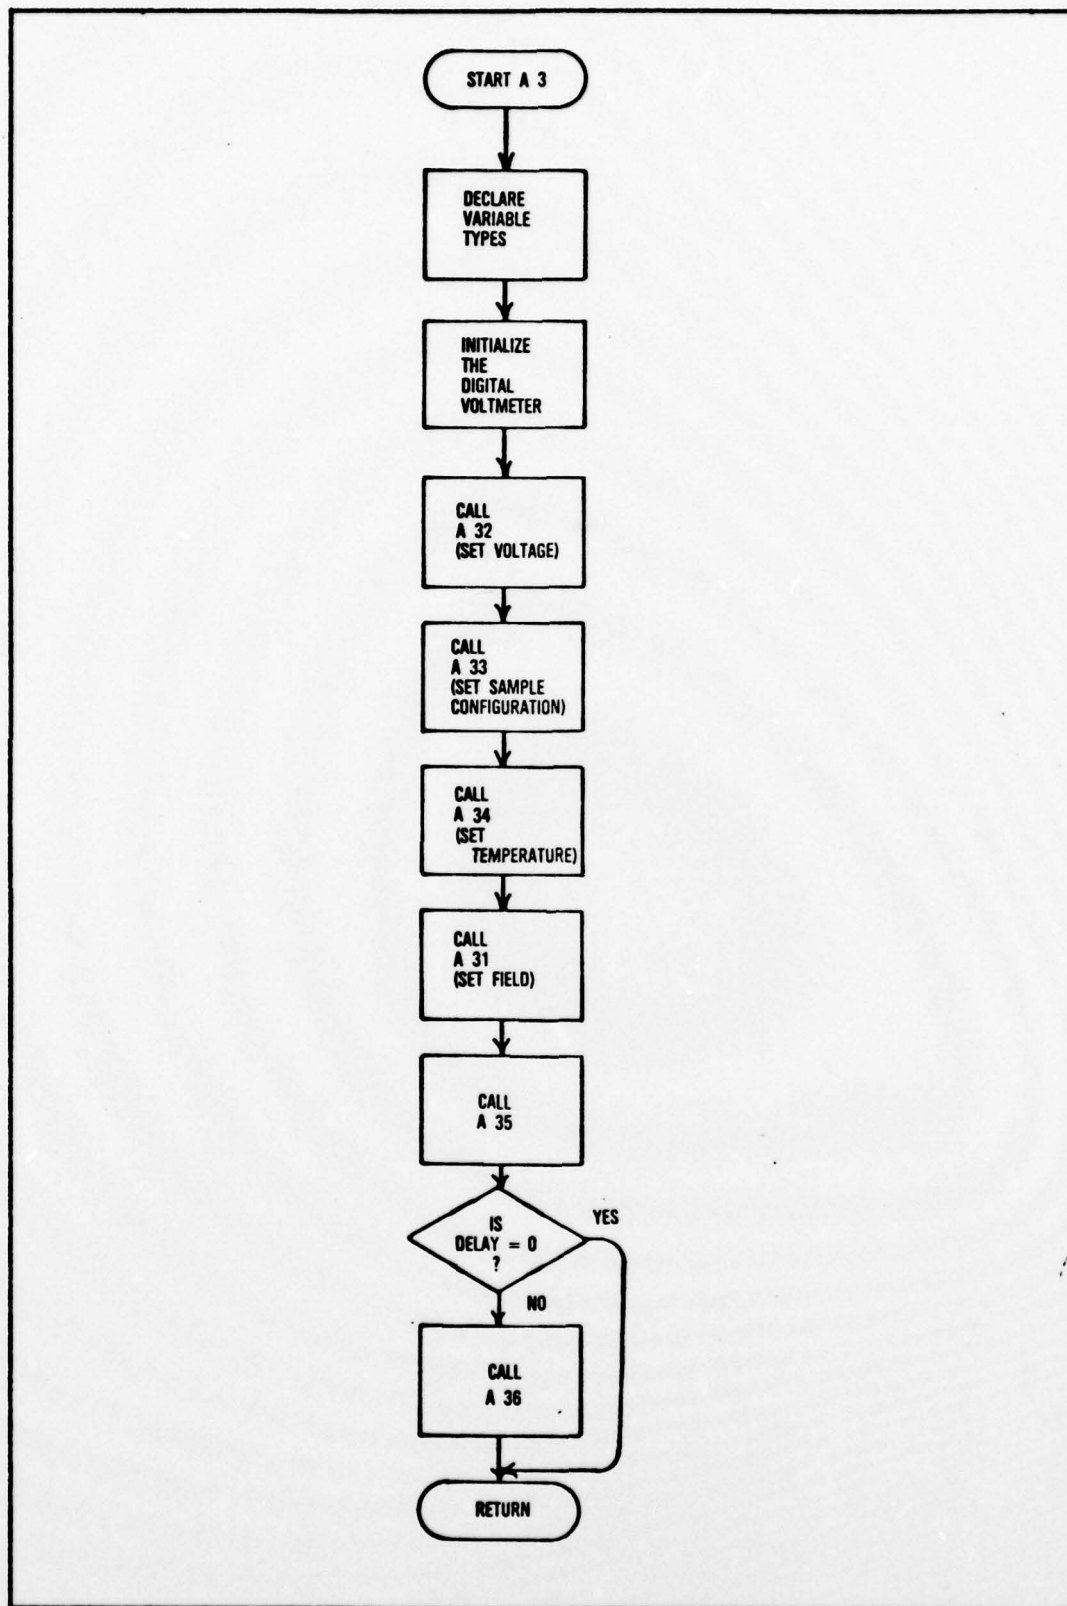 START A 3
DECLARE
VARIABLE
TYPES
INITIALIZE
THE
DIGITAL
VOLTMETER
CALL
A 32
(SET VOLTAGE)
CALL
A 33
(SET SAMPLE
CONFIGURATION)
CALL
A 34
(SET
TEMPERATURE)
CALL
A 31
(SET FIELD)
CALL
A 35
IS
DELAY = 0
?
YES
NO
CALL
A 36
RETURN